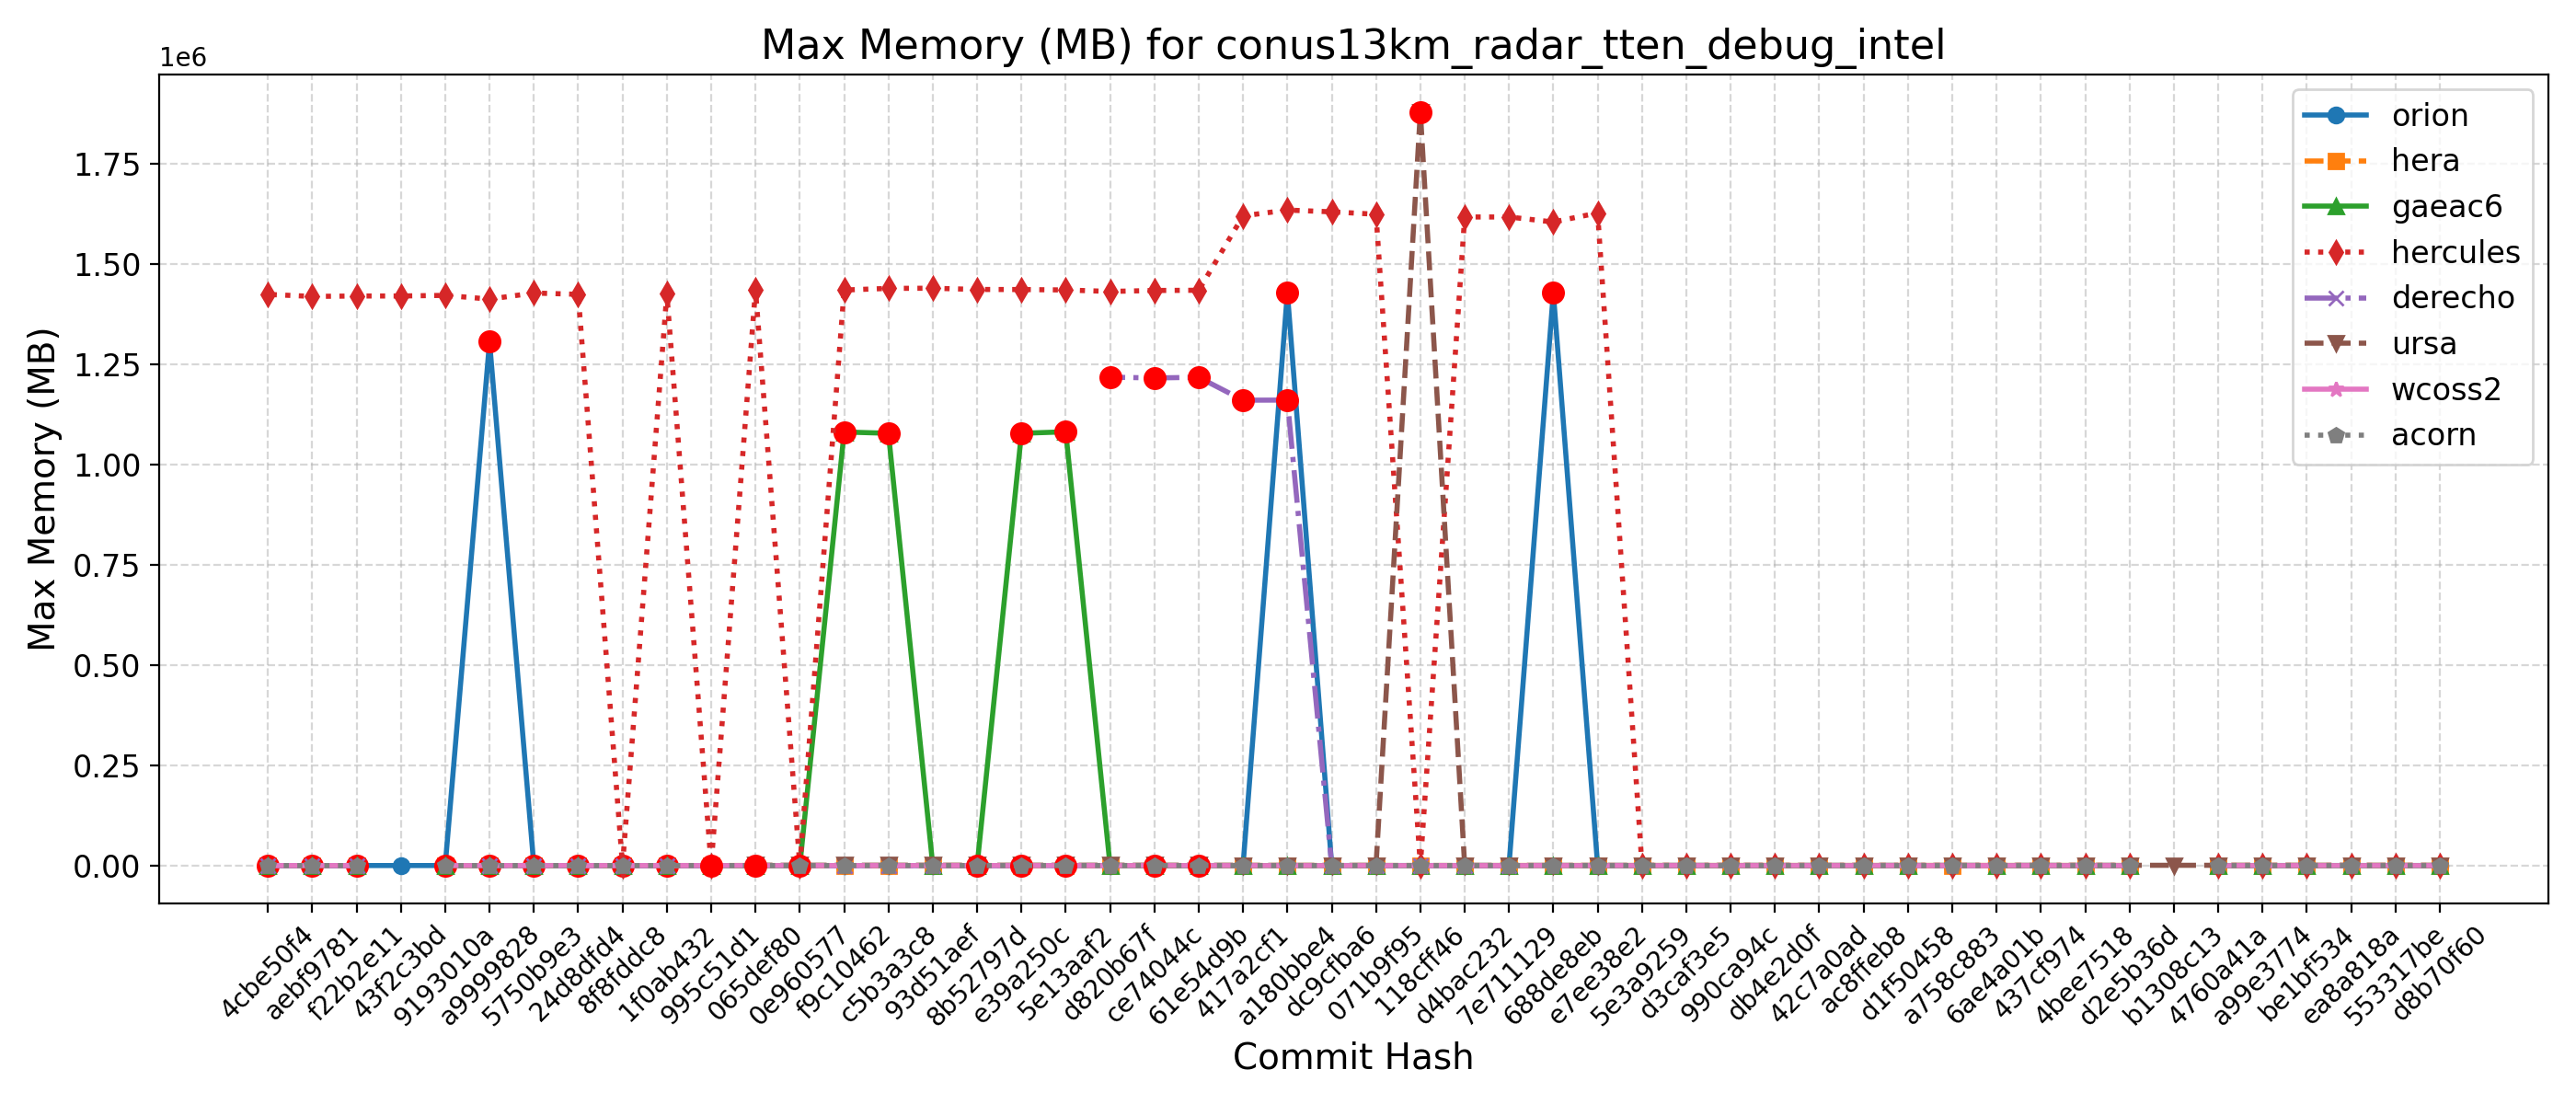 Max Memory (MB) for conus13km_radar_tten_debug_intel
1e6
Max Memory (MB)
1.75
1.50
1.25
1.00
0.75
0.50
0.25
0.00
orion
hera
gaeac6
hercules
derecho
ursa
wcoss2
acorn
4cbe50f4
aebf9781
f22b2e11
43f2c3bd
9193010a
a9999828
5750b9e3
24d8dfd4
8f8fddc8
1f0ab432
995c51d1
065def80
0e960577
f9c10462
c5b3a3c8
93d51aef
8b52797d
e39a250c
5e13aaf2
d820b67f
ce74044c
61e54d9b
417a2cf1
a180bbe4
dc9cfba6
071b9f95
118cff46
d4bac232
7e711129
688de8eb
e7ee38e2
5e3a9259
d3caf3e5
990ca94c
db4e2d0f
42c7a0ad
ac8ffeb8
d1f50458
a758c883
6ae4a01b
437cf974
4bee7518
d2e5b36d
b1308c13
4760a41a
a99e3774
be1bf534
ea8a818a
553317be
d8b70f60
Commit Hash